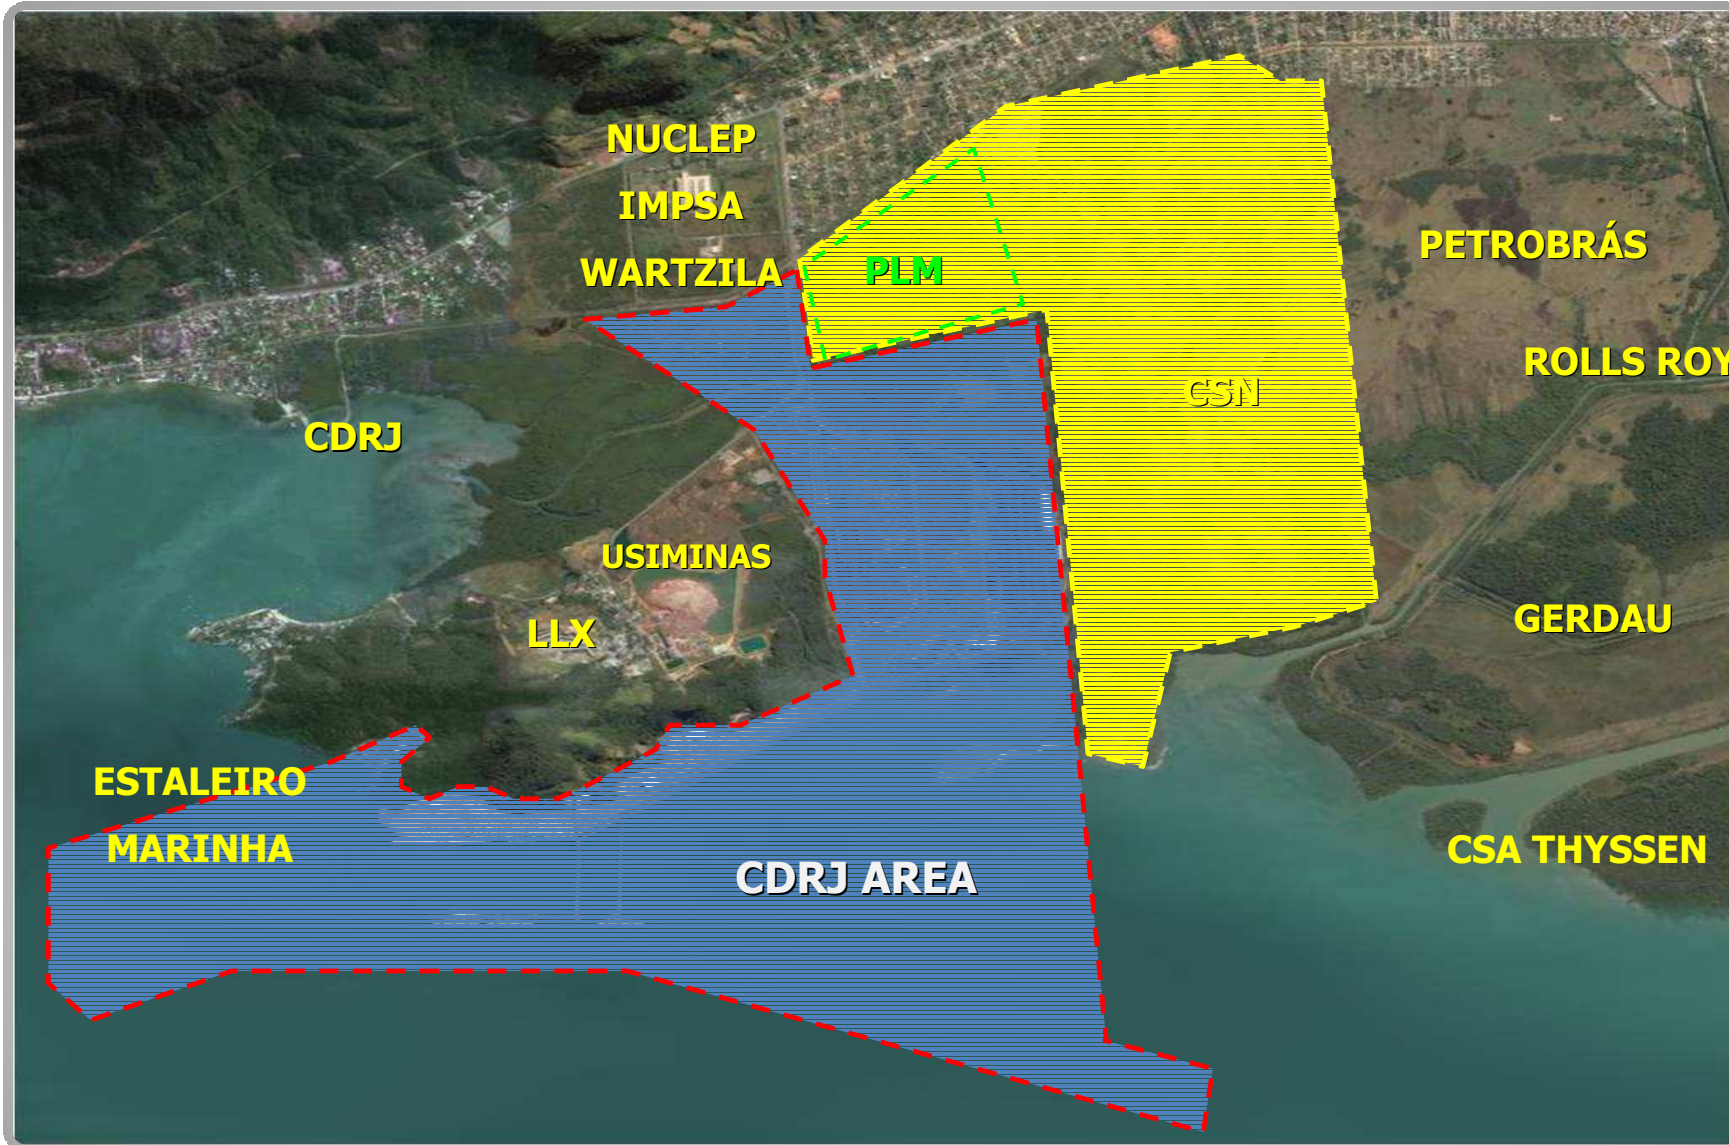 NUCLEP
IMPSA
WARTZILA
PLM
PETROBRÁS
ROLLS ROY
CSN
CDRJ
USIMINAS
LLX
GERDAU
ESTALEIRO
MARINHA
CDRJ AREA
CSA THYSSEN